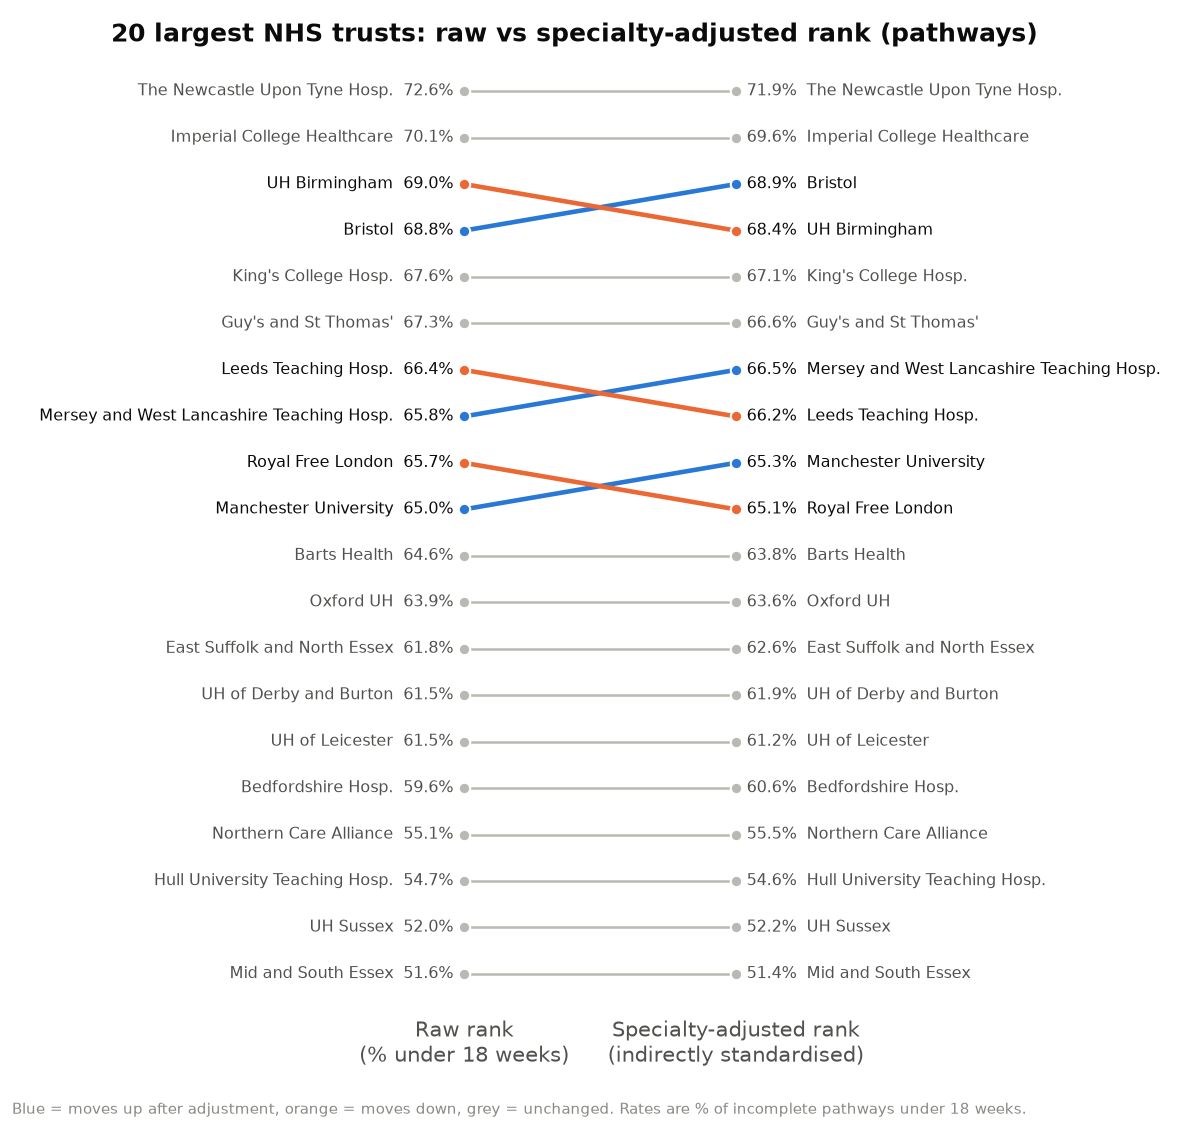 20 largest NHS trusts: raw vs specialty-adjusted rank (pathways)
The Newcastle Upon Tyne Hosp. 72.6% 71.9% The Newcastle Upon Tyne Hosp.
Imperial College Healthcare 70.1% 69.6% Imperial College Healthcare
UH Birmingham 69.0% 68.9% Bristol
Bristol 68.8% 68.4% UH Birmingham
King's College Hosp. 67.6% 67.1% King's College Hosp.
Guy's and St Thomas' 67.3% 66.6% Guy's and St Thomas'
Leeds Teaching Hosp. 66.4% 66.5% Mersey and West Lancashire Teaching Hosp.
Mersey and West Lancashire Teaching Hosp. 65.8% 66.2% Leeds Teaching Hosp.
Royal Free London 65.7% 65.3% Manchester University
Manchester University 65.0% 65.1% Royal Free London
Barts Health 64.6% 63.8% Barts Health
Oxford UH 63.9% 63.6% Oxford UH
East Suffolk and North Essex 61.8% 62.6% East Suffolk and North Essex
UH of Derby and Burton 61.5% 61.9% UH of Derby and Burton
UH of Leicester 61.5% 61.2% UH of Leicester
Bedfordshire Hosp. 59.6% 60.6% Bedfordshire Hosp.
Northern Care Alliance 55.1% 55.5% Northern Care Alliance
Hull University Teaching Hosp. 54.7% 54.6% Hull University Teaching Hosp.
UH Sussex 52.0% 52.2% UH Sussex
Mid and South Essex 51.6% 51.4% Mid and South Essex
Raw rank Specialty-adjusted rank
(% under 18 weeks) (indirectly standardised)
Blue = moves up after adjustment, orange = moves down, grey = unchanged. Rates are % of incomplete pathways under 18 weeks.